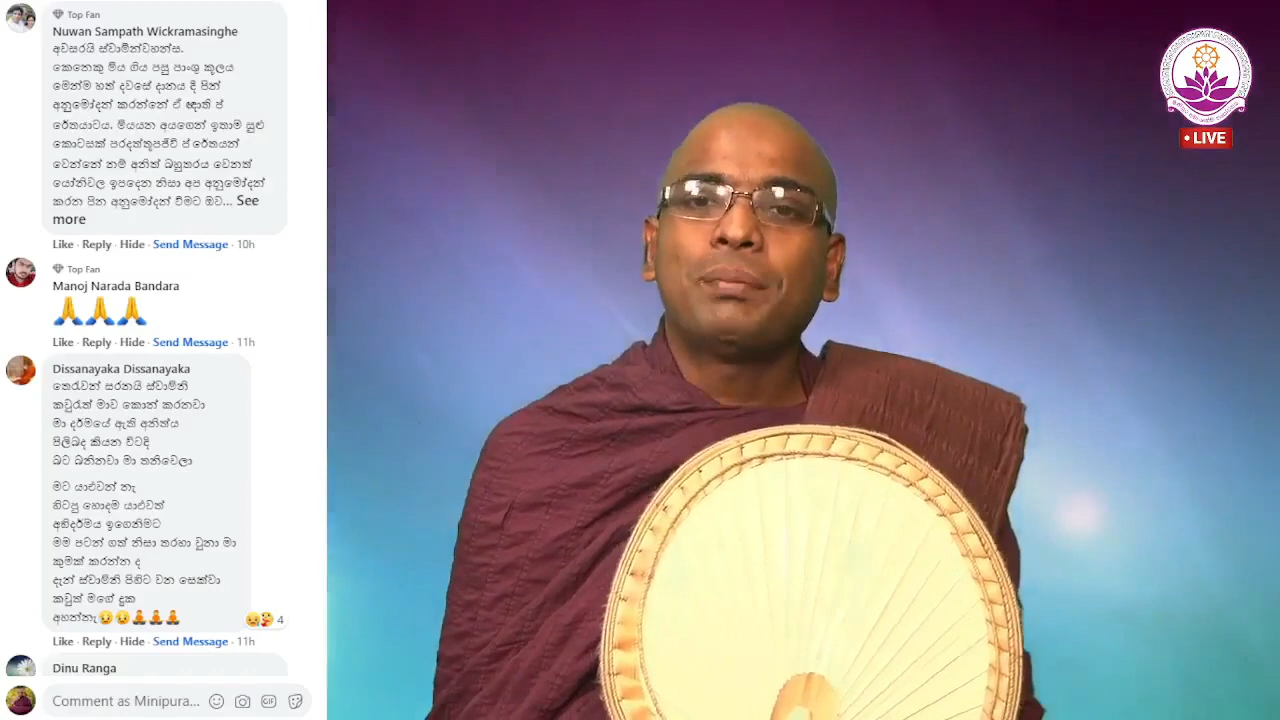 Top Fan
Nuwan Sampath Wickramasinghe
අවසරයි ස්වාමින්වහන්ස.
කෙනෙකු මිය ගිය පසු පාංශු කූලය
මෙන්ම හත් දවසේ දානය දී පින්
අනුමෝදන් කරන්නේ ඒ ඥාති ප්
රේතයාටය. මියයන අයගෙන් ඉතාම සුළු
කොටසක් පරදත්තූපජීවී ප් රේතයන්
වෙන්නේ නම් අනිත් බහුතරය වෙනත්
යෝනිවල ඉපදෙන නිසා අප අනුමෝදන්
කරන පින අනුමෝදන් වීමට ඔව... See
more
Like · Reply · Hide · Send Message · 10h
Top Fan
Manoj Narada Bandara
🙏🙏🙏
Like · Reply · Hide · Send Message · 11h
Dissanayaka Dissanayaka
තෙරුවන් සරනයි ස්වාමිනි
කවුරුත් මාව කොන් කරනවා
මා දර්මයේ ඇති අනිත්ය
පිලිබද කියන විටදි
බට බනිනවා මා තනිවෙලා
මට යාළුවන් නැ
හිටපු හොදම යාළුවත්
අභිදර්මය ඉගෙනිමට
මම පටන් ගත් නිසා තරහා වුනා මා
කුමක් කරන්න ද
දැන් ස්වාමිනි පිහිට වන සෙක්වා
කවුත් මගේ දුක
අහන්නැ😥😥🧘🧘🧘
4
Like · Reply · Hide · Send Message · 11h
Dinu Ranga
Comment as Minipura...
GIF
• LIVE